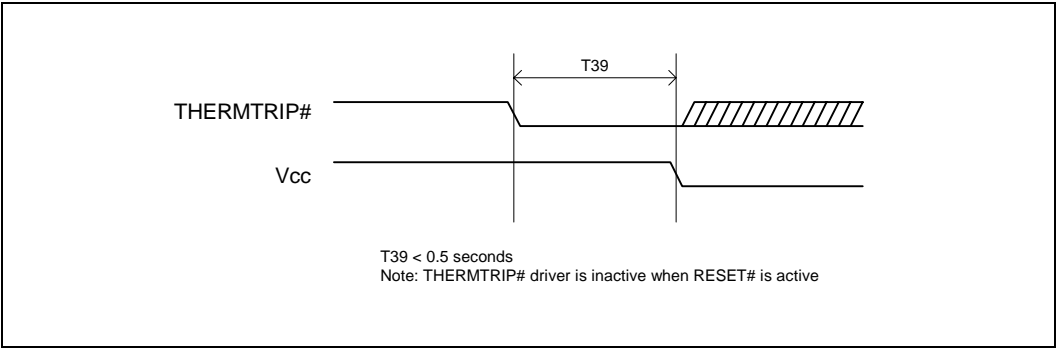 T39
THERMTRIP#
Vcc
T39 < 0.5 seconds
Note: THERMTRIP# driver is inactive when RESET# is active